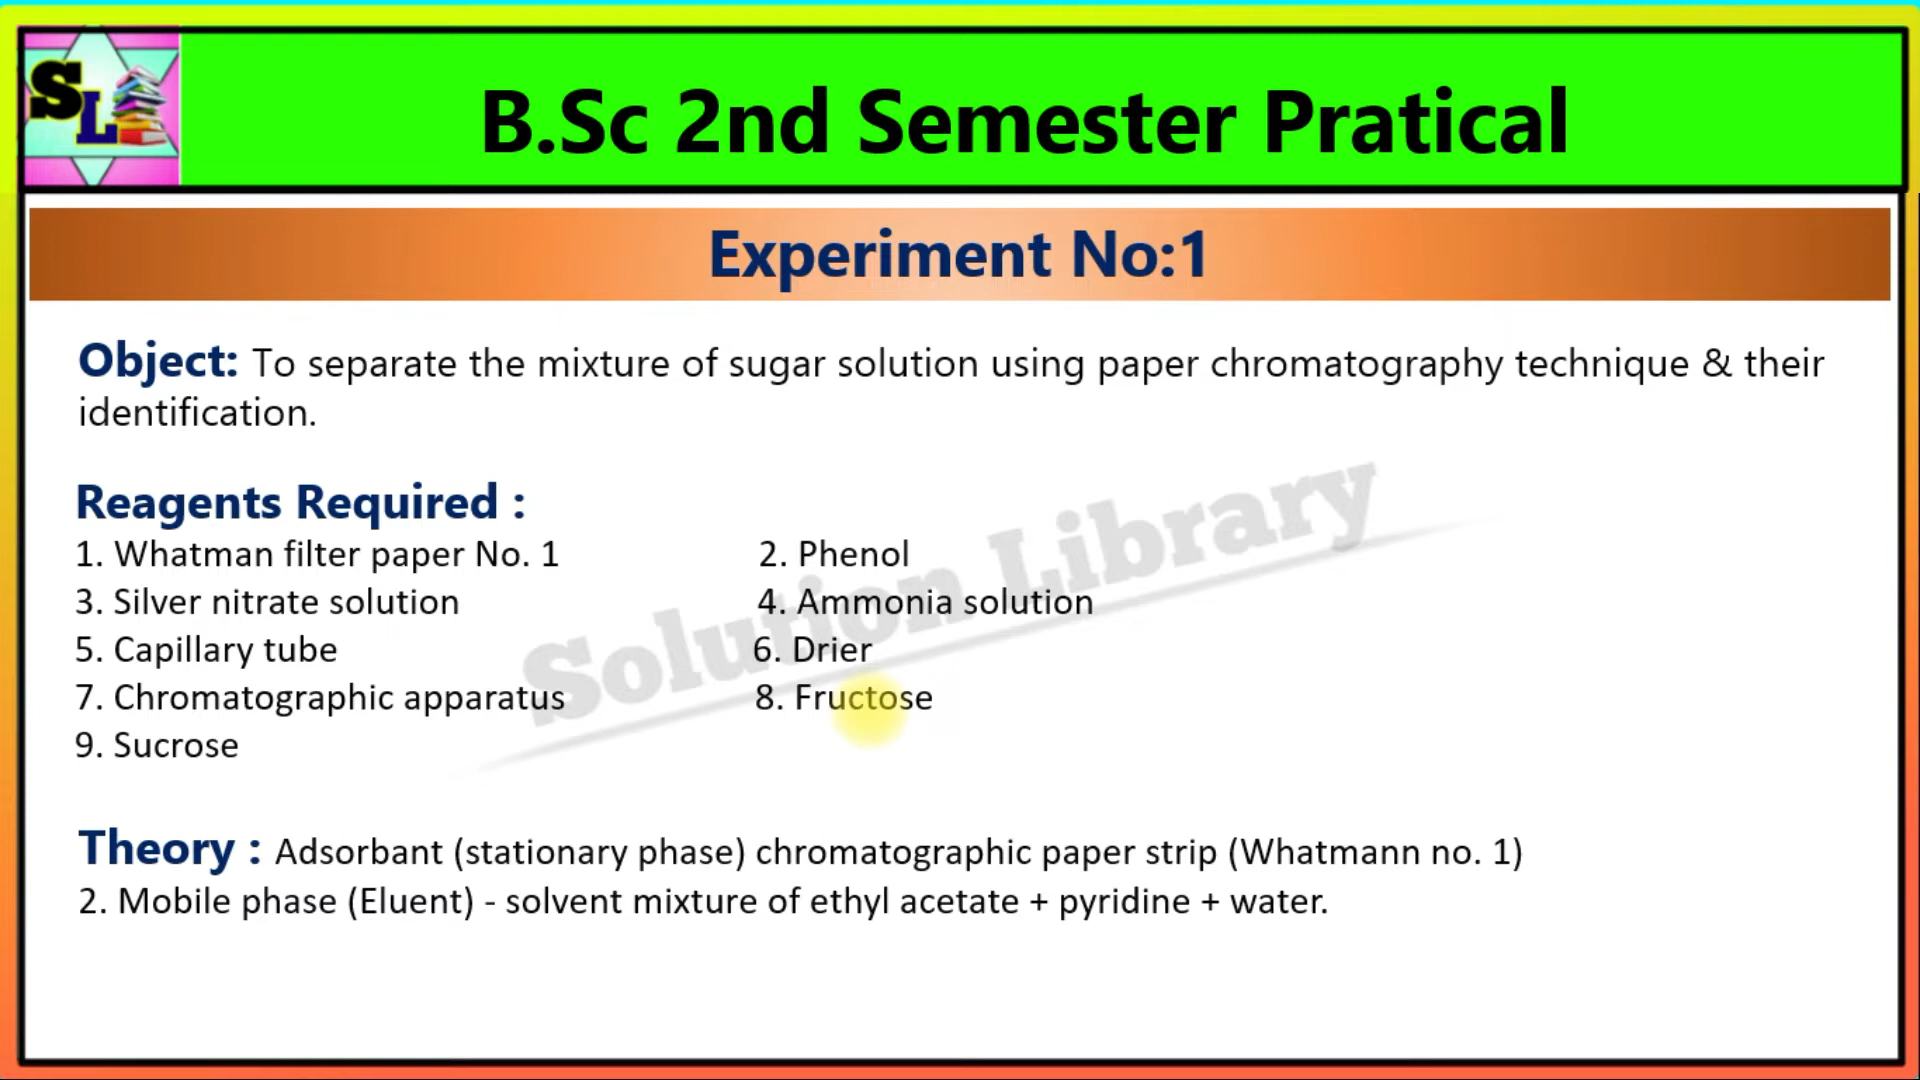 SL
B.Sc 2nd Semester Pratical
Experiment No:1
Object: To separate the mixture of sugar solution using paper chromatography technique & their
identification.
Reagents Required :
1. Whatman filter paper No. 1 2. Phenol
3. Silver nitrate solution 4. Ammonia solution
5. Capillary tube 6. Drier
7. Chromatographic apparatus 8. Fructose
9. Sucrose
Solution Library
Theory : Adsorbant (stationary phase) chromatographic paper strip (Whatmann no. 1)
2. Mobile phase (Eluent) - solvent mixture of ethyl acetate + pyridine + water.